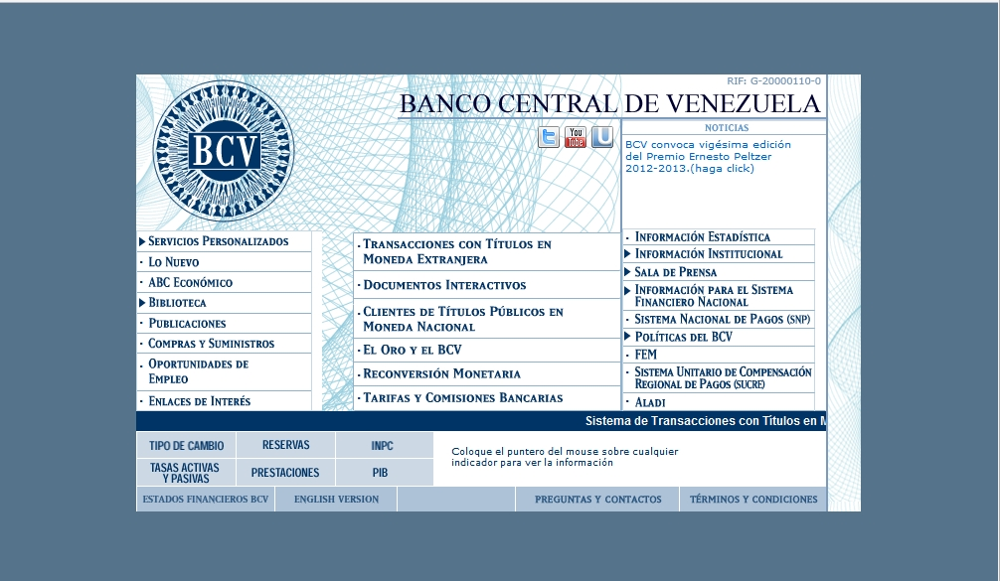 RIF: G-20000110-0
BANCO CENTRAL DE VENEZUELA
BCV
You
Tube
NOTICIAS
BCV convoca vigésima edición
del Premio Ernesto Peltzer
2012-2013.(haga click)
SERVICIOS PERSONALIZADOS
LO NUEVO
ABC ECONÓMICO
BIBLIOTECA
PUBLICACIONES
COMPRAS Y SUMINISTROS
OPORTUNIDADES DE
EMPLEO
ENLACES DE INTERÉS
TRANSACCIONES CON TÍTULOS EN
MONEDA EXTRANJERA
DOCUMENTOS INTERACTIVOS
CLIENTES DE TÍTULOS PÚBLICOS EN
MONEDA NACIONAL
EL ORO Y EL BCV
RECONVERSIÓN MONETARIA
TARIFAS Y COMISIONES BANCARIAS
INFORMACIÓN ESTADÍSTICA
INFORMACIÓN INSTITUCIONAL
SALA DE PRENSA
INFORMACIÓN PARA EL SISTEMA
FINANCIERO NACIONAL
SISTEMA NACIONAL DE PAGOS (SNP)
POLÍTICAS DEL BCV
FEM
SISTEMA UNITARIO DE COMPENSACIÓN
REGIONAL DE PAGOS (SUCRE)
ALADI
Sistema de Transacciones con Títulos en M
TIPO DE CAMBIO
RESERVAS
INPC
TASAS ACTIVAS
Y PASIVAS
PRESTACIONES
PIB
Coloque el punto del mouse sobre cualquier
indicador para ver la información
ESTADOS FINANCIEROS BCV
ENGLISH VERSION
PREGUNTAS Y CONTACTOS
TÉRMINOS Y CONDICIONES